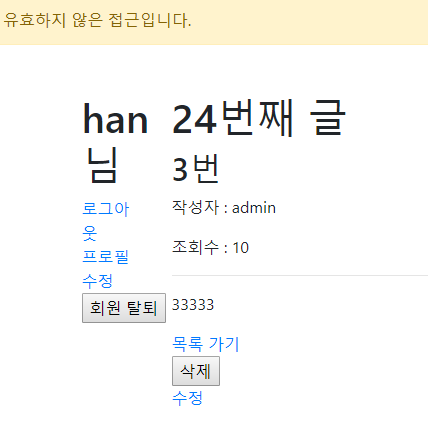 유효하지 않은 접근입니다.
han
님
로그아
웃
프로필
수정
회원 탈퇴
24번째 글
3번
작성자 : admin
조회수 : 10
33333
목록 가기
삭제
수정